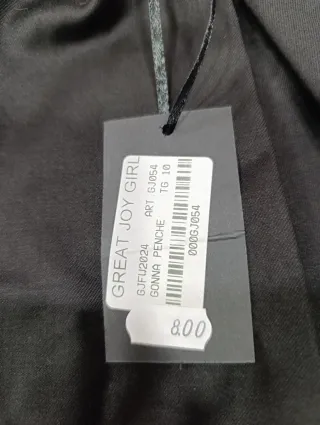 GREAT JOY GIRL
GJFW2024 ART GJ054
GONNA PENCHE TG 10
000GJ054
8.00